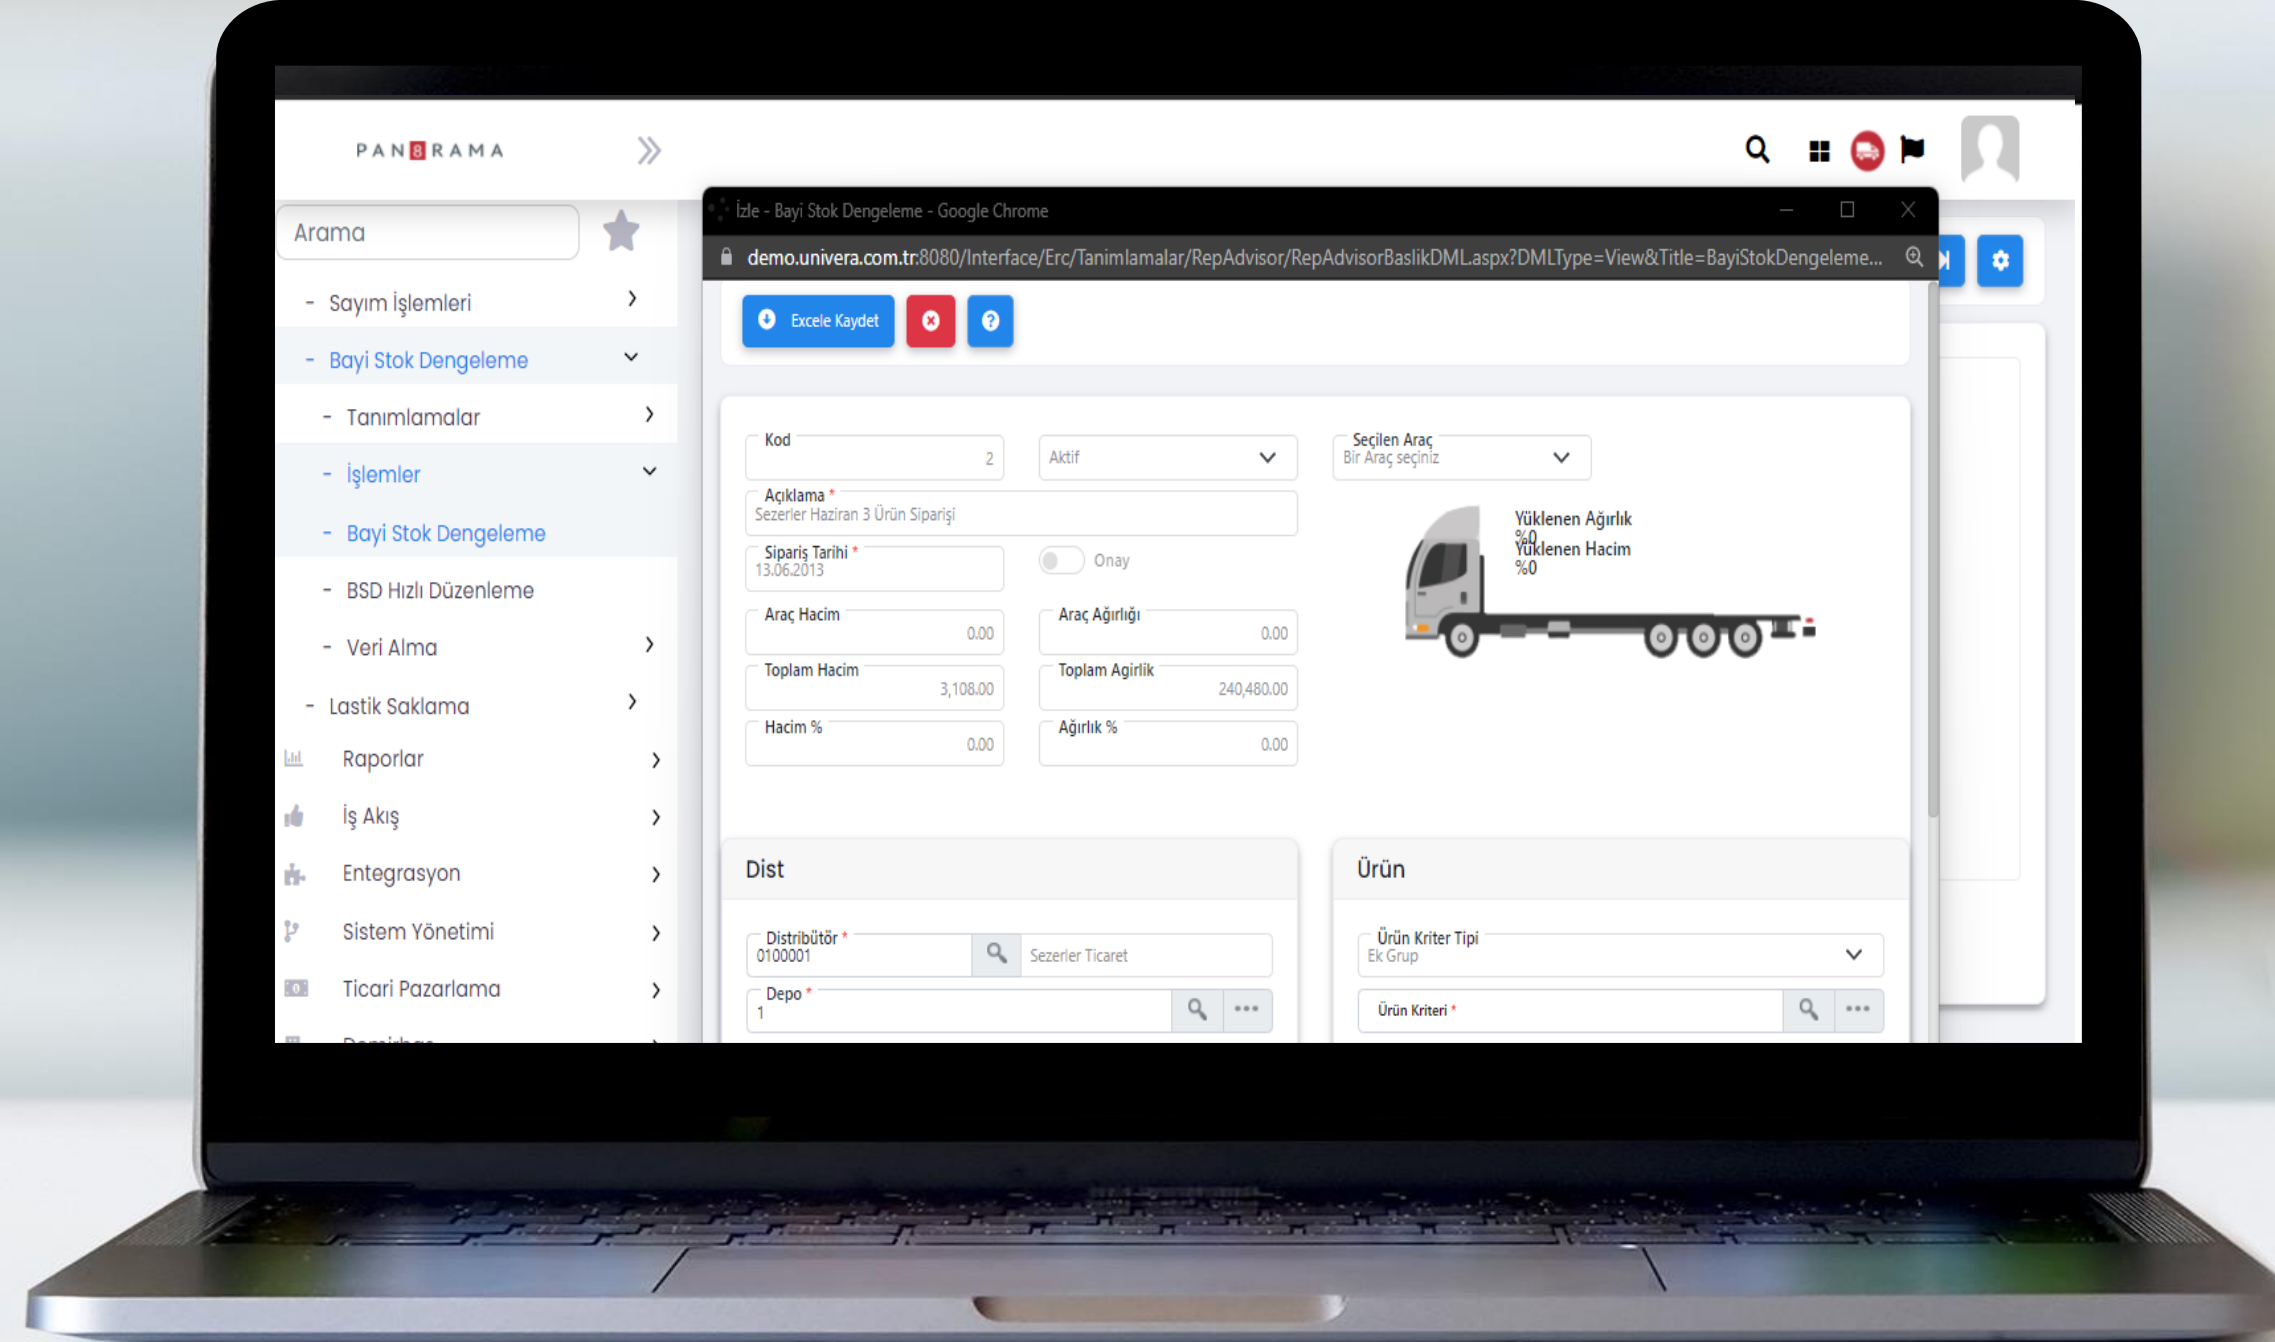 PAN8RAMA
Arama
- Sayım İşlemleri
- Bayi Stok Dengeleme
- Tanımlamalar
- İşlemler
- Bayi Stok Dengeleme
- BSD Hızlı Düzenleme
- Veri Alma
- Lastik Saklama
Raporlar
İş Akış
Entegrasyon
Sistem Yönetimi
Ticari Pazarlama
İzle - Bayi Stok Dengeleme - Google Chrome
demo.univera.com.tr:8080/Interface/Erc/Tanimlamalar/RepAdvisor/RepAdvisorBaslikDML.aspx?DMLType=View&Title=BayiStokDengeleme...
Excele Kaydet
Kod
2
Aktif
Seçilen Araç
Bir Araç seçiniz
Açıklama *
Sezerler Haziran 3 Ürün Siparişi
Sipariş Tarihi *
13.06.2013
Onay
Yüklenen Ağırlık
%0
Yüklenen Hacim
%0
Araç Hacim
0.00
Araç Ağırlığı
0.00
Toplam Hacim
3,108.00
Toplam Agirlik
240,480.00
Hacim %
0.00
Ağırlık %
0.00
Dist
Distribütör *
0100001
Sezerler Ticaret
Depo *
1
Ürün
Ürün Kriter Tipi
Ek Grup
Ürün Kriteri *